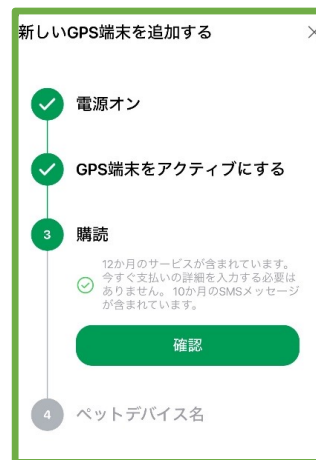 新しいGPS端末を追加する
電源オン
GPS端末をアクティブにする
3
購読
12か月のサービスが含まれています。
今すぐ支払いの詳細を入力する必要は
ありません。 10か月のSMSメッセージ
が含まれています。
確認
4
ペットデバイス名